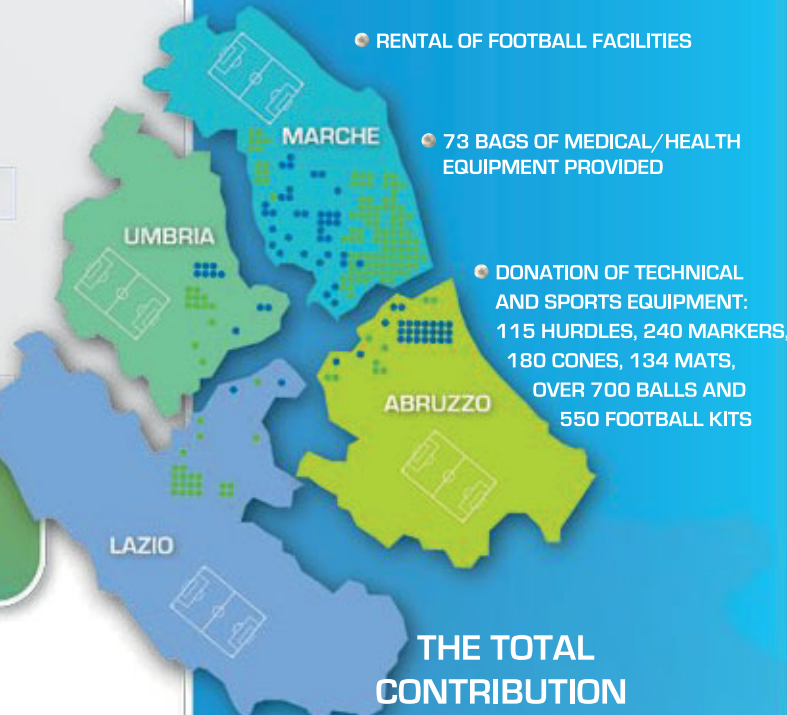 RENTAL OF FOOTBALL FACILITIES
MARCHE
73 BAGS OF MEDICAL/HEALTH
EQUIPMENT PROVIDED
UMBRIA
DONATION OF TECHNICAL
AND SPORTS EQUIPMENT:
115 HURDLES, 240 MARKERS,
180 CONES, 134 MATS,
OVER 700 BALLS AND
550 FOOTBALL KITS
ABRUZZO
LAZIO
THE TOTAL
CONTRIBUTION